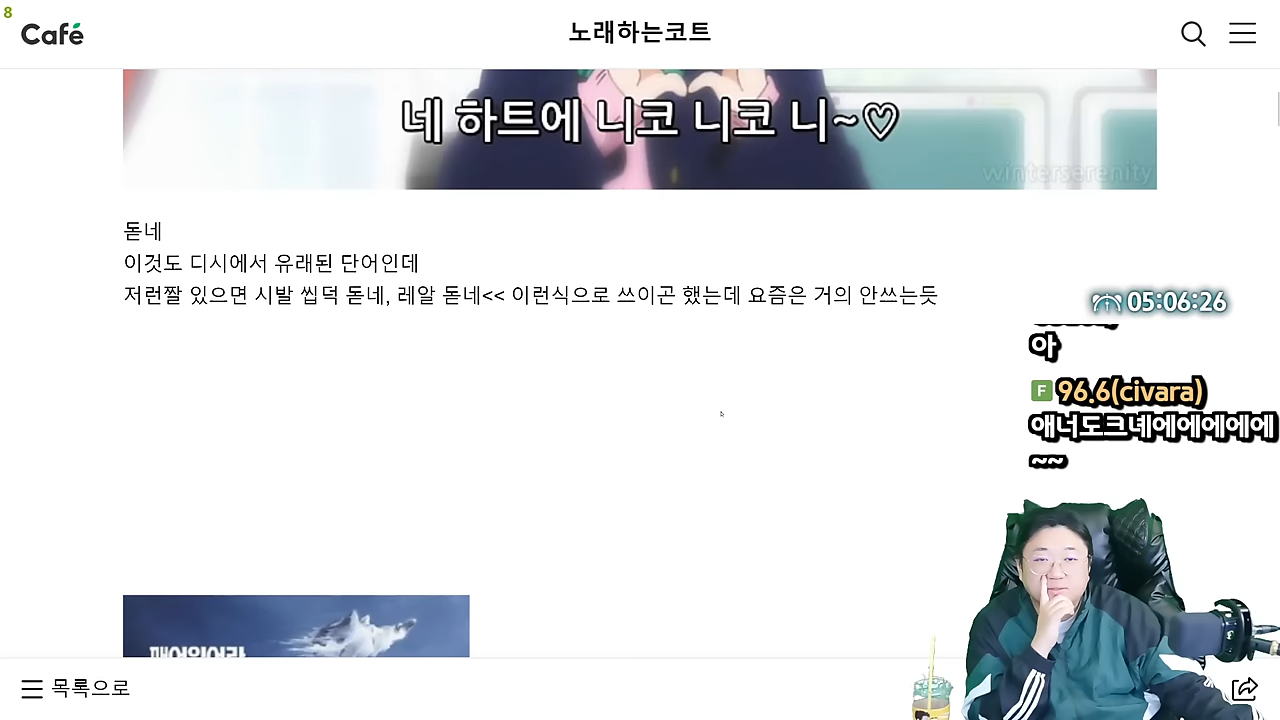 8
Café
노래하는코트
네 하트에 니코 니코 니~♡
winterserenity
돋네
이것도 디시에서 유래된 단어인데
저런짤 있으면 시발 씹덕 돋네, 레알 돋네<< 이런식으로 쓰이곤 했는데 요즘은 거의 안쓰는듯
05:06:26
아
F 96.6(civara)
애너도크녜에에에에에
~~
목록으로